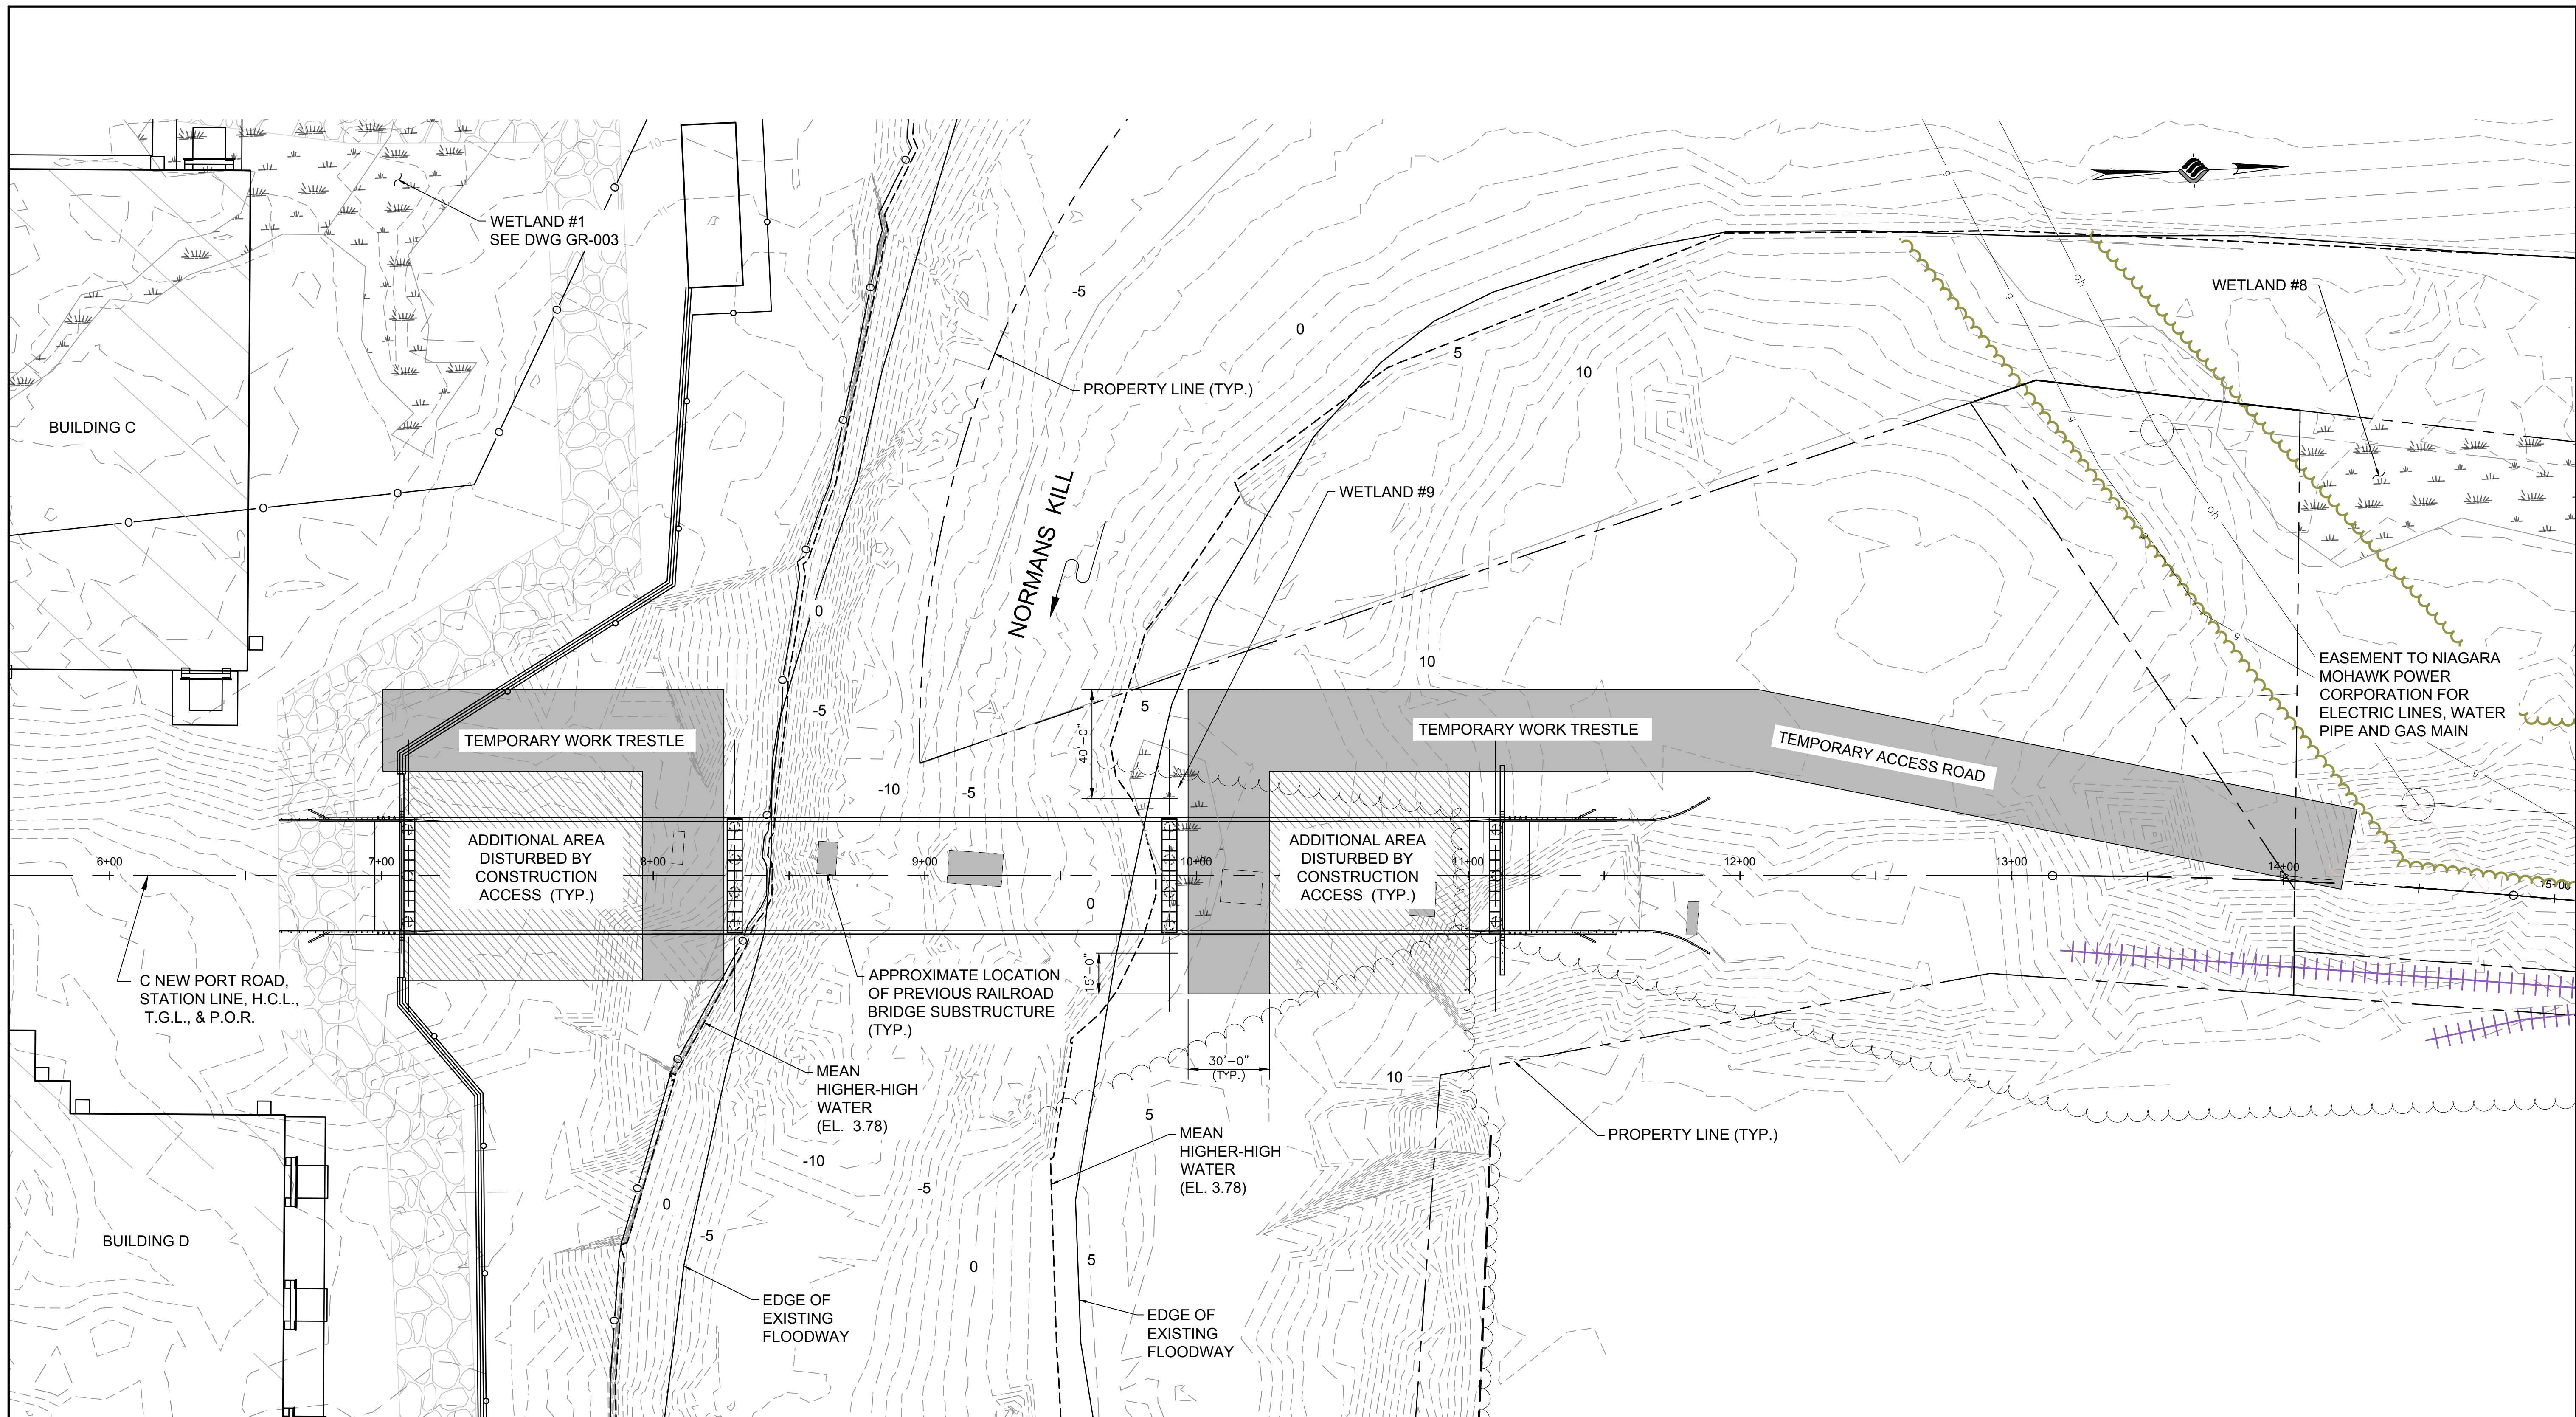 WETLAND #1
SEE DWG GR-003
BUILDING C
10
10
-5
PROPERTY LINE (TYP.)
0
5
10
g
oh
g
WETLAND #8
g
oh
g
g
g
WETLAND #9
NORMANS KILL
0
-5
-10
-5
0
5
10
TEMPORARY WORK TRESTLE
40'-0"
TEMPORARY WORK TRESTLE
TEMPORARY ACCESS ROAD
EASEMENT TO NIAGARA
MOHAWK POWER
CORPORATION FOR
ELECTRIC LINES, WATER
PIPE AND GAS MAIN
ADDITIONAL AREA
DISTURBED BY
CONSTRUCTION
ACCESS (TYP.)
ADDITIONAL AREA
DISTURBED BY
CONSTRUCTION
ACCESS (TYP.)
6+00
7+00
8+00
9+00
10+00
11+00
12+00
13+00
14+00
15+00
C NEW PORT ROAD,
STATION LINE, H.C.L.,
T.G.L., & P.O.R.
APPROXIMATE LOCATION
OF PREVIOUS RAILROAD
BRIDGE SUBSTRUCTURE
(TYP.)
15'-0"
30'-0"
(TYP.)
10
MEAN
HIGHER-HIGH
WATER
(EL. 3.78)
-10
-5
0
-5
0
5
MEAN
HIGHER-HIGH
WATER
(EL. 3.78)
5
PROPERTY LINE (TYP.)
BUILDING D
EDGE OF
EXISTING
FLOODWAY
EDGE OF
EXISTING
FLOODWAY